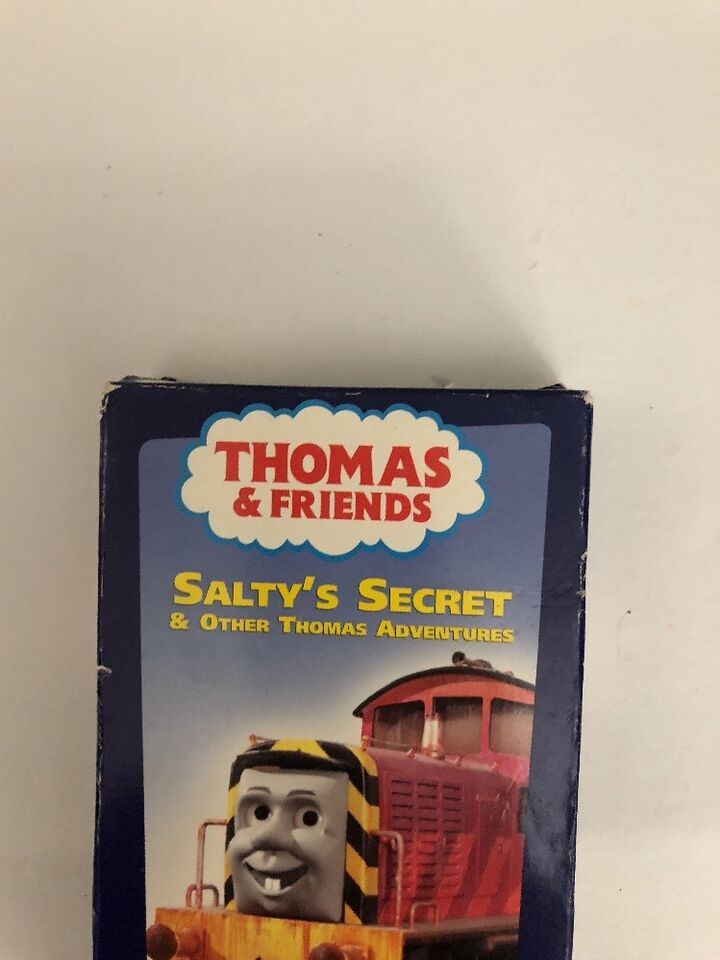 THOMAS
& FRIENDS
SALTY'S SECRET
& OTHER THOMAS ADVENTURES